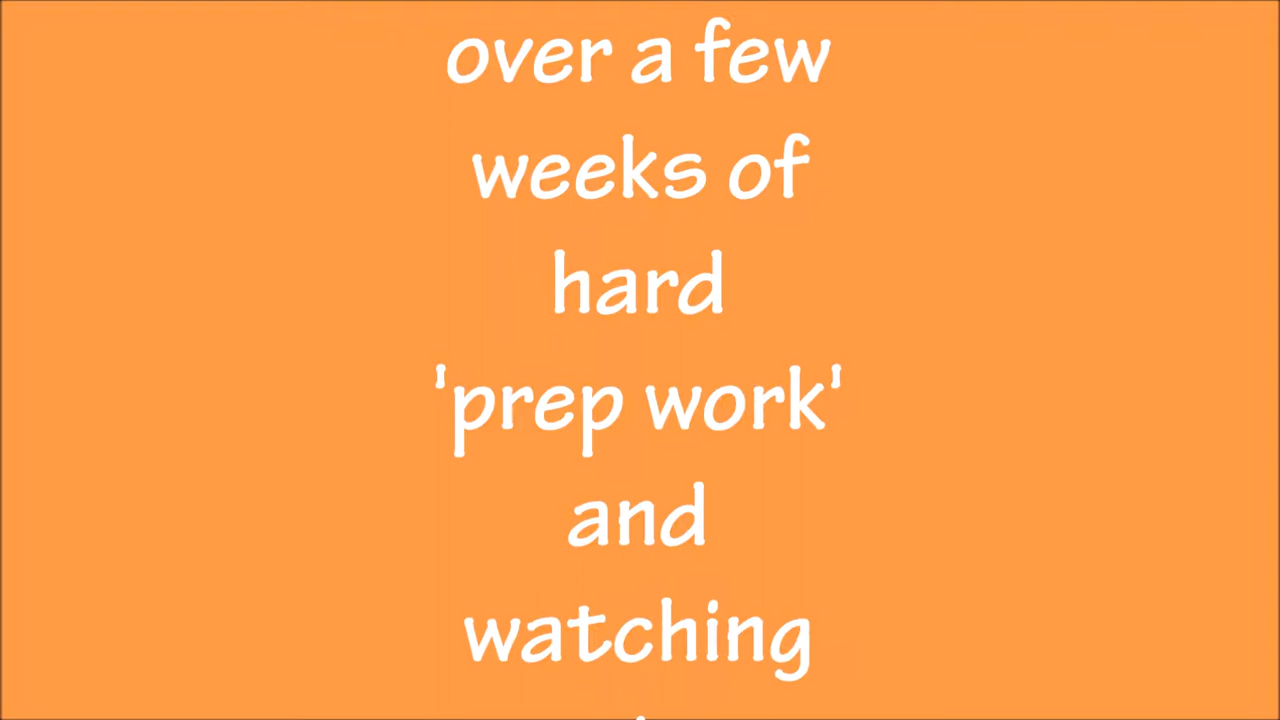 over a few
weeks of
hard
'prep work'
and
watching